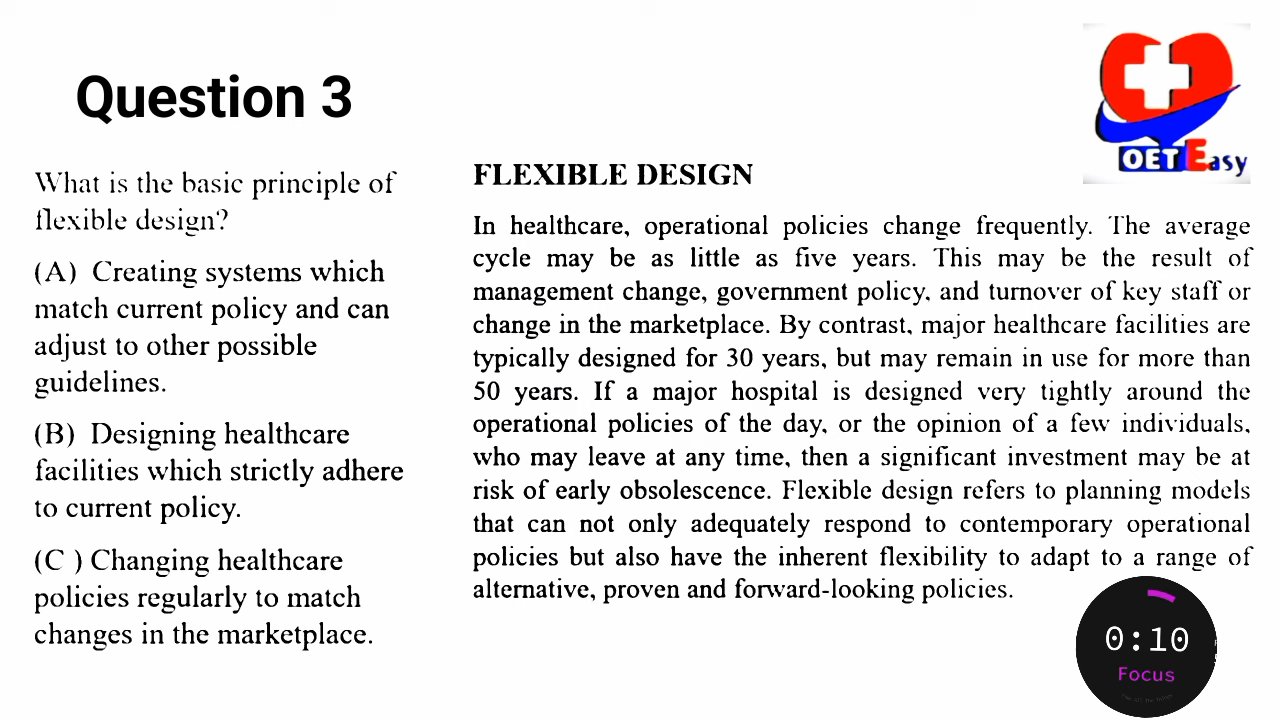 Question 3
What is the basic principle of
flexible design?
(A) Creating systems which
match current policy and can
adjust to other possible
guidelines.
(B) Designing healthcare
facilities which strictly adhere
to current policy.
(C ) Changing healthcare
policies regularly to match
changes in the marketplace.
OET Easy
FLEXIBLE DESIGN
In healthcare, operational policies change frequently. The average
cycle may be as little as five years. This may be the result of
management change, government policy, and turnover of key staff or
change in the marketplace. By contrast, major healthcare facilities are
typically designed for 30 years, but may remain in use for more than
50 years. If a major hospital is designed very tightly around the
operational policies of the day, or the opinion of a few individuals,
who may leave at any time, then a significant investment may be at
risk of early obsolescence. Flexible design refers to planning models
that can not only adequately respond to contemporary operational
policies but also have the inherent flexibility to adapt to a range of
alternative, proven and forward-looking policies.
0:10
Focus